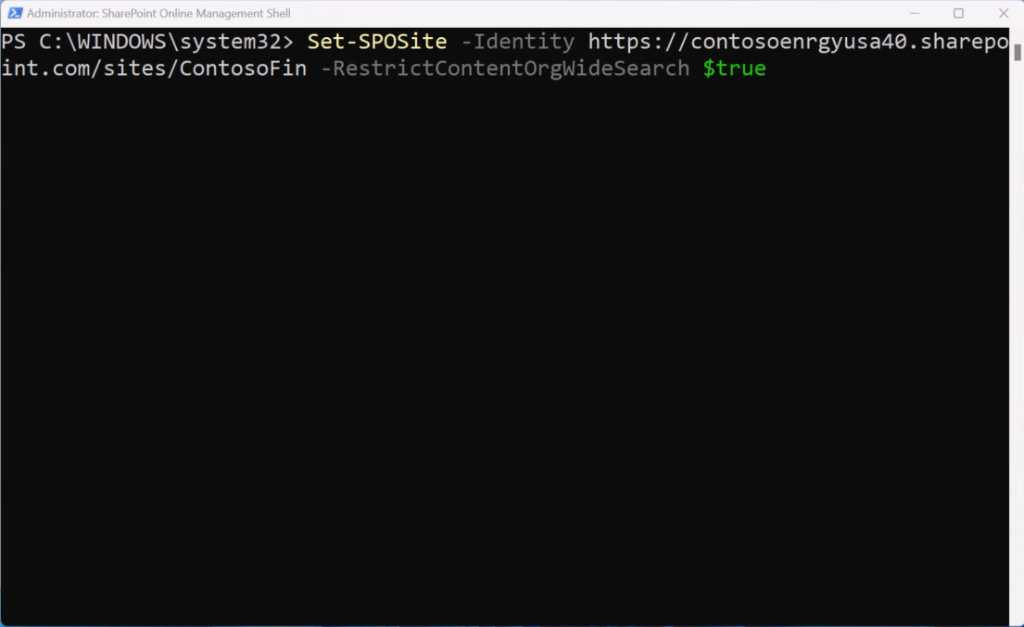 Administrator: SharePoint Online Management Shell
PS C:\WINDOWS\system32> Set-SPOSite -Identity https://contosoenrgyusa40.sharepo
int.com/sites/ContosoFin -RestrictContentOrgWideSearch $true